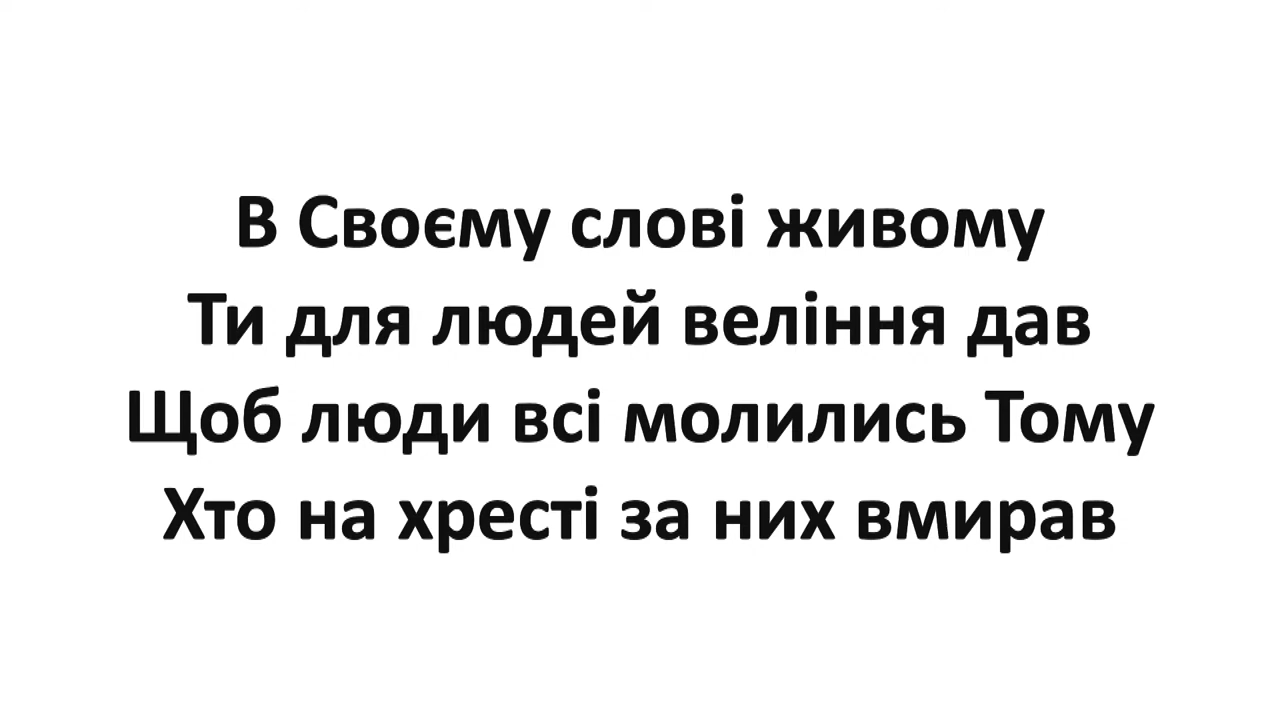 В Своєму слові живому
Ти для людей веління дав
Щоб люди всі молились Тому
Хто на хресті за них вмирав